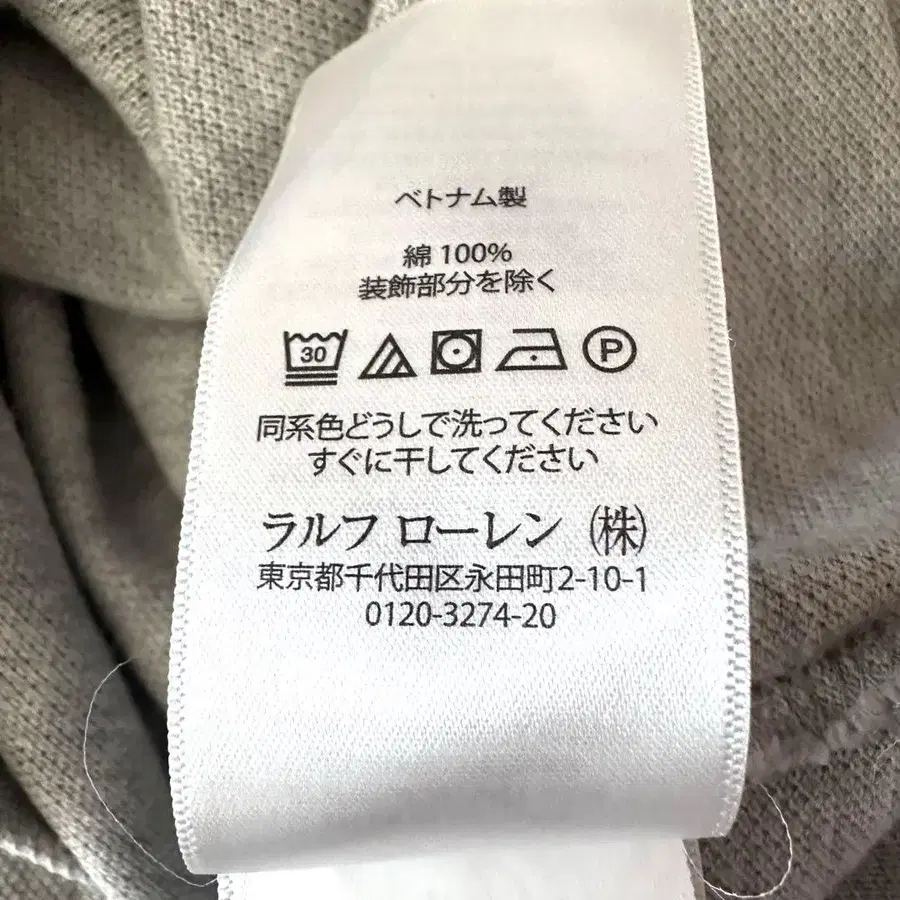 ベトナム製
綿 100%
装飾部分を除く
30 P
同系色どうしで洗ってください
すぐに干してください
ラルフ ローレン ㈱
東京都千代田区永田町2-10-1
0120-3274-20